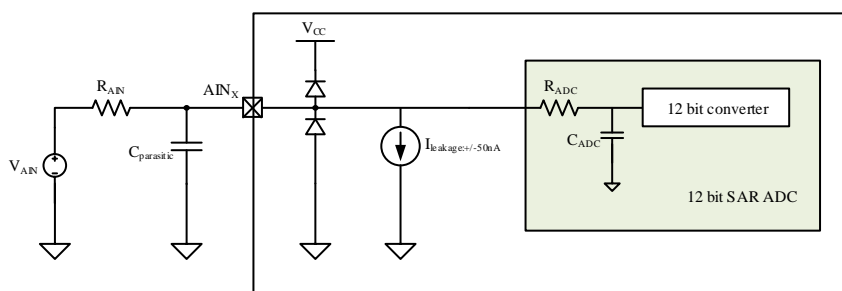 V_CC
R_AIN
AIN_X
R_ADC
12 bit converter
C_parasitic
I_leakage:+/-50nA
C_ADC
V_AIN
12 bit SAR ADC